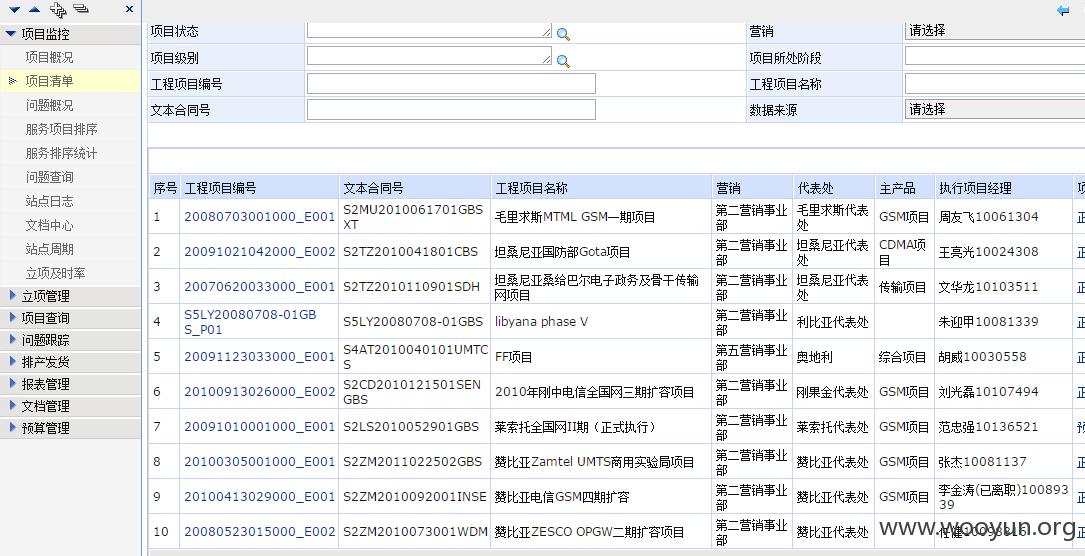 项目监控
项目概况
项目清单
问题概况
服务项目排序
服务排序统计
问题查询
站点日志
文档中心
站点周期
立项及时率
立项管理
项目查询
问题跟踪
排产发货
报表管理
文档管理
预算管理
项目状态 营销 请选择
项目级别 项目所处阶段
工程项目编号 工程项目名称
文本合同号 数据来源 请选择
序号 工程项目编号 文本合同号 工程项目名称 营销 代表处 主产品 执行项目经理
1 20080703001000_E001 S2MU2010061701GBSXT 毛里求斯MTML GSM一期项目 第二营销事业部 毛里求斯代表处 GSM项目 周友飞10061304
2 20091021042000_E002 S2TZ2010041801CBS 坦桑尼亚国防部Gota项目 第二营销事业部 坦桑尼亚代表处 CDMA项目 王亮光10024308
3 20070620033000_E001 S2TZ2010110901SDH 坦桑尼亚桑给巴尔电子政务及骨干传输网项目 第二营销事业部 坦桑尼亚代表处 传输项目 文华龙10103511
4 S5LY20080708-01GBS_P01 S5LY20080708-01GBS libyana phase V 第二营销事业部 利比亚代表处 朱迎甲10081339
5 20091123033000_E001 S4AT2010040101UMTCS FF项目 第五营销事业部 奥地利 综合项目 胡威10030558
6 20100913026000_E002 S2CD2010121501SENGBS 2010年刚中电信全国网三期扩容项目 第二营销事业部 刚果金代表处 GSM项目 刘光磊10107494
7 20091010001000_E001 S2LS2010052901GBS 莱索托全国网II期（正式执行） 第二营销事业部 莱索托代表处 GSM项目 范忠强10136521
8 20100305001000_E001 S2ZM2011022502GBS 赞比亚Zamtel UMTS商用实验局项目 第二营销事业部 赞比亚代表处 GSM项目 张杰10081137
9 20100413029000_E001 S2ZM2010092001INSE 赞比亚电信GSM四期扩容 第二营销事业部 赞比亚代表处 GSM项目 李金涛(已离职)10089339
10 20080523015000_E002 S2ZM2010073001WDM 赞比亚ZESCO OPGW二期扩容项目 第二营销事业部 赞比亚代表处
www.wooyun.org